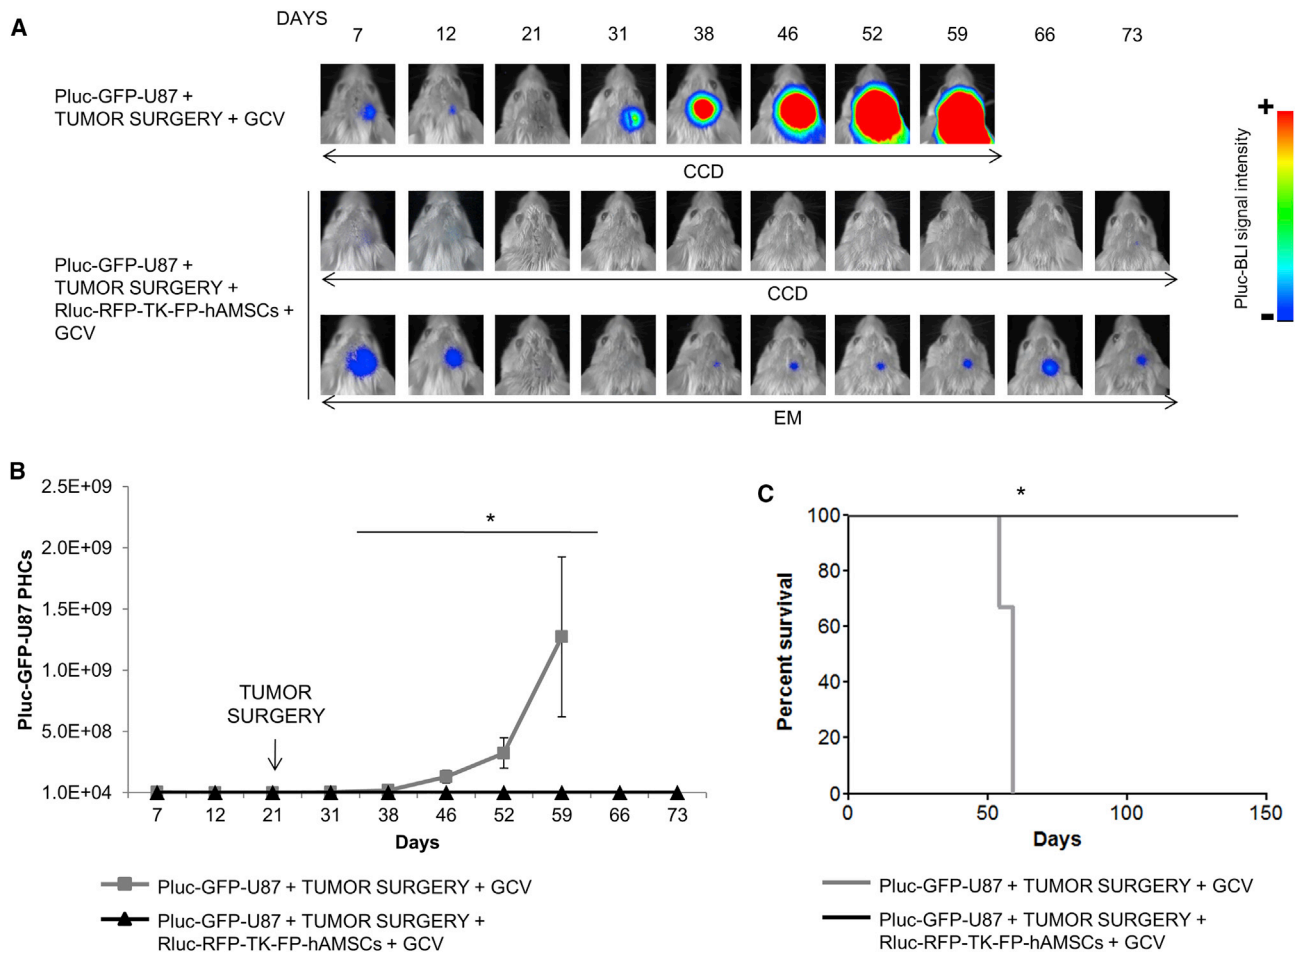 A
DAYS
7 12 21 31 38 46 52 59 66 73
Pluc-GFP-U87 +
TUMOR SURGERY + GCV
CCD
Pluc-GFP-U87 +
TUMOR SURGERY +
Rluc-RFP-TK-FP-hAMSCs +
GCV
CCD
EM
+
Pluc-BLI signal intensity
-
B
2.5E+09
2.0E+09
1.5E+09
1.0E+09
5.0E+08
1.0E+04
Pluc-GFP-U87 PHCs
*
TUMOR
SURGERY
7 12 21 31 38 46 52 59 66 73
Days
Pluc-GFP-U87 + TUMOR SURGERY + GCV
Pluc-GFP-U87 + TUMOR SURGERY +
Rluc-RFP-TK-FP-hAMSCs + GCV
C
*
100
80
60
40
20
0
Percent survival
0 50 100 150
Days
Pluc-GFP-U87 + TUMOR SURGERY + GCV
Pluc-GFP-U87 + TUMOR SURGERY +
Rluc-RFP-TK-FP-hAMSCs + GCV